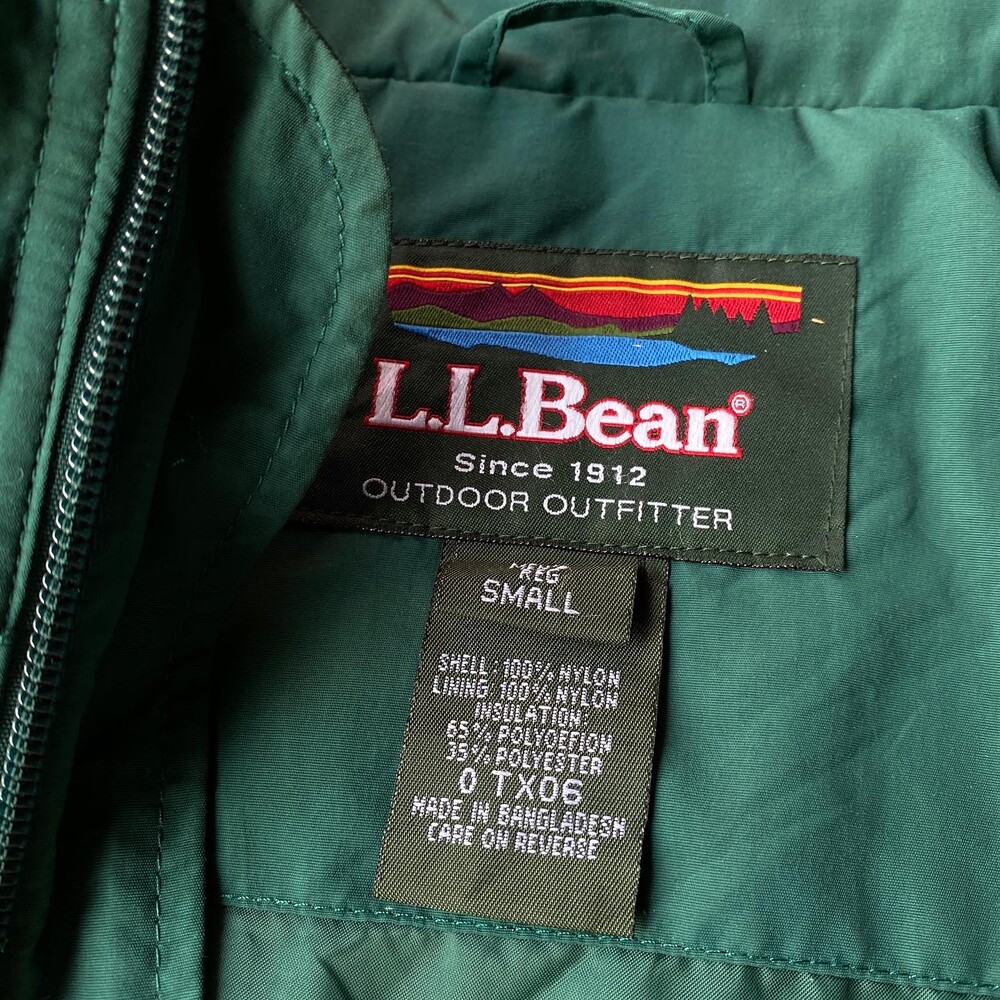 L.L.Bean®
Since 1912
OUTDOOR OUTFITTER
REG
SMALL
SHELL: 100% NYLON
LINING: 100% NYLON
INSULATION:
65% POLYOEFION
35% POLYESTER
0 TX06
MADE IN BANGLADESH
CARE ON REVERSE